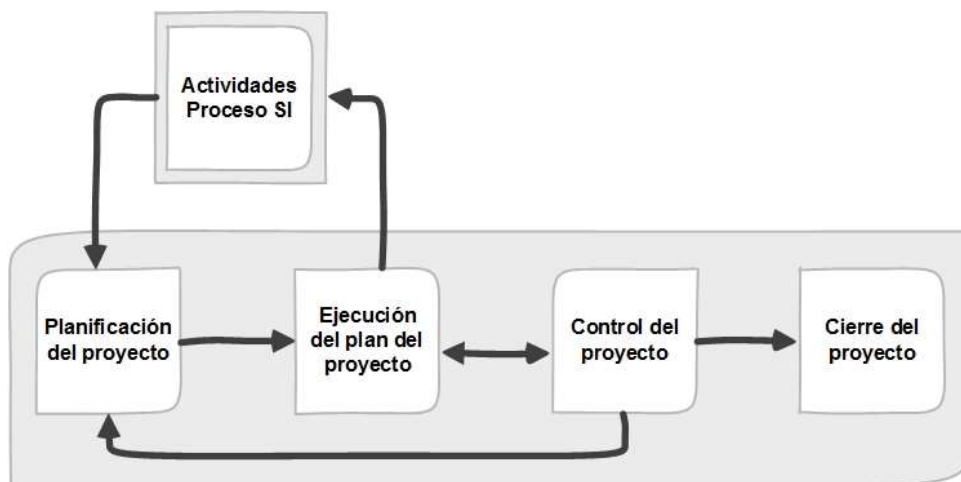 Actividades
Proceso SI
Planificación
del proyecto
Ejecución
del plan del
proyecto
Control del
proyecto
Cierre del
proyecto